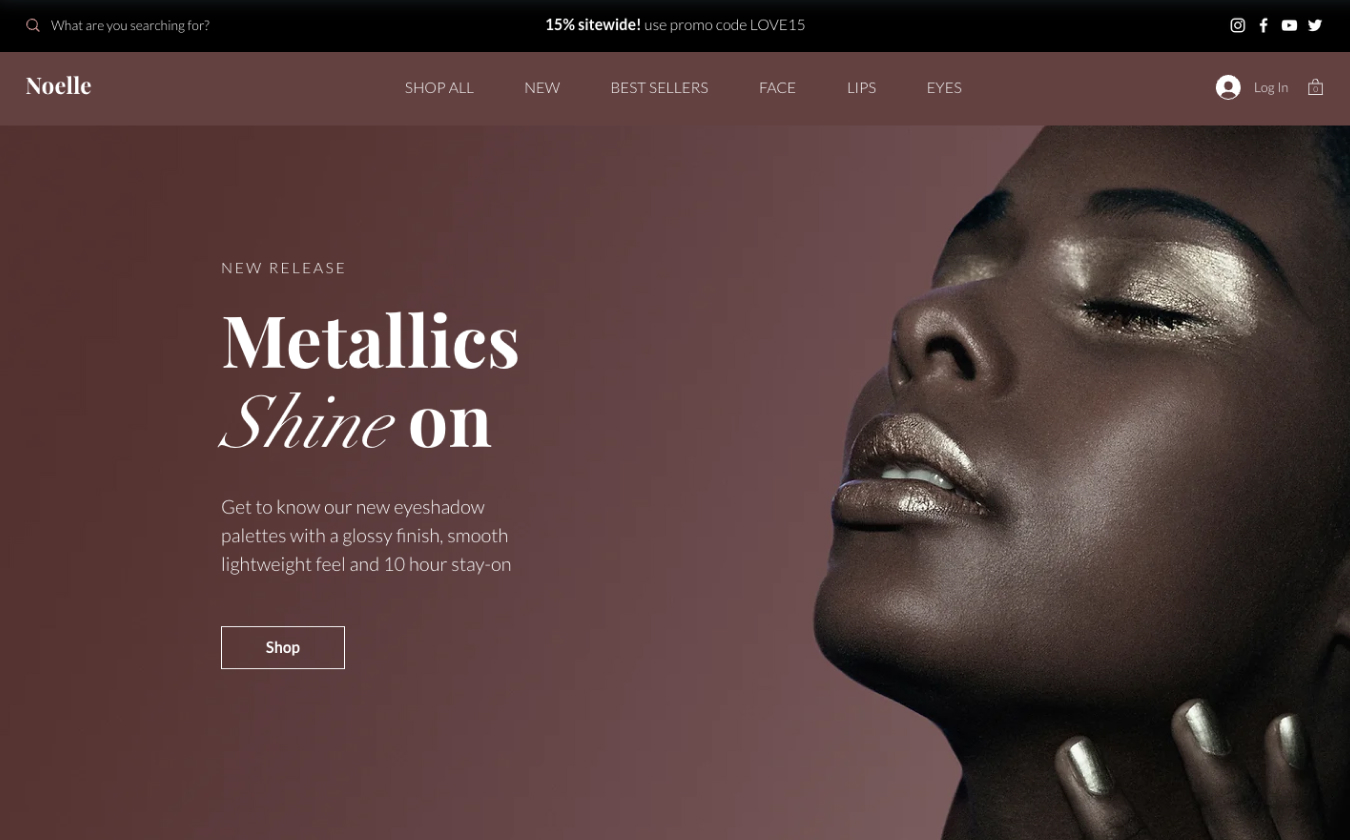 What are you searching for?
15% sitewide! use promo code LOVE15
Noelle
SHOP ALL
NEW
BEST SELLERS
FACE
LIPS
EYES
Log In
0
NEW RELEASE
Metallics
Shine on
Get to know our new eyeshadow
palettes with a glossy finish, smooth
lightweight feel and 10 hour stay-on
Shop